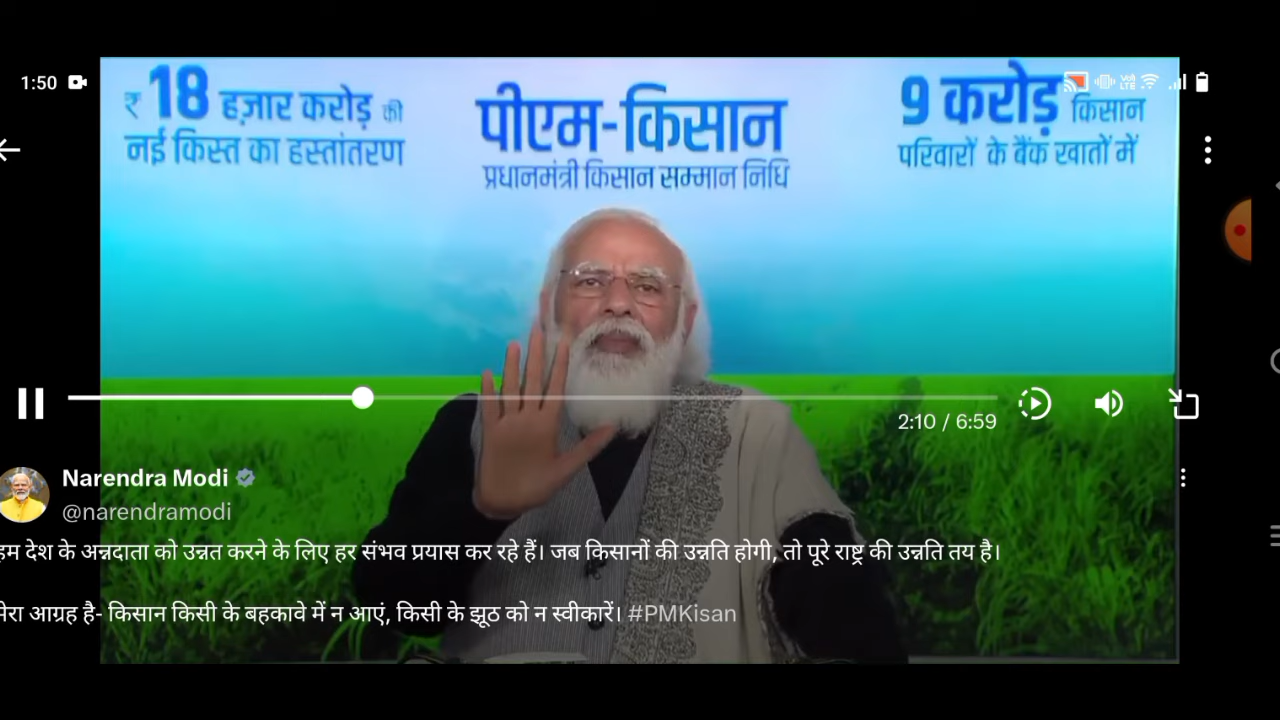 1:50
₹ 18 हज़ार करोड़ की
नई किस्त का हस्तांतरण
पीएम-किसान
प्रधानमंत्री किसान सम्मान निधि
9 करोड़ किसान
परिवारों के बैंक खातों में
2:10 / 6:59
Narendra Modi
@narendramodi
हम देश के अन्नदाता को उन्नत करने के लिए हर संभव प्रयास कर रहे हैं। जब किसानों की उन्नति होगी, तो पूरे राष्ट्र की उन्नति तय है।
मेरा आग्रह है- किसान किसी के बहकावे में न आएं, किसी के झूठ को न स्वीकारें। #PMKisan